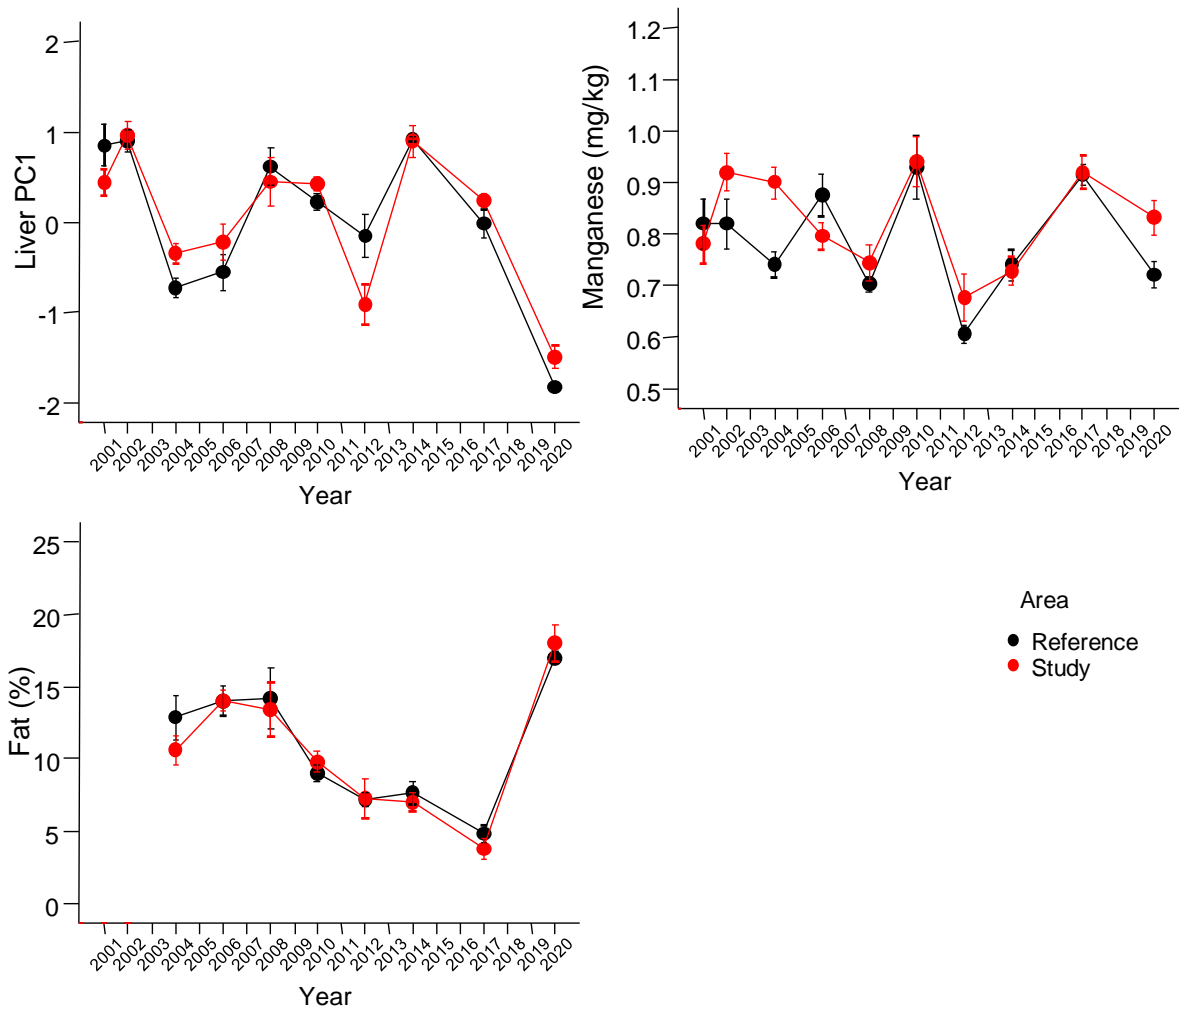 Liver PC1
2
1
0
-1
-2
2001 2002 2003 2004 2005 2006 2007 2008 2009 2010 2011 2012 2013 2014 2015 2016 2017 2018 2019 2020
Year
Manganese (mg/kg)
1.2
1.1
1.0
0.9
0.8
0.7
0.6
0.5
2001 2002 2003 2004 2005 2006 2007 2008 2009 2010 2011 2012 2013 2014 2015 2016 2017 2018 2019 2020
Year
Fat (%)
25
20
15
10
5
0
2001 2002 2003 2004 2005 2006 2007 2008 2009 2010 2011 2012 2013 2014 2015 2016 2017 2018 2019 2020
Year
Area
Reference
Study